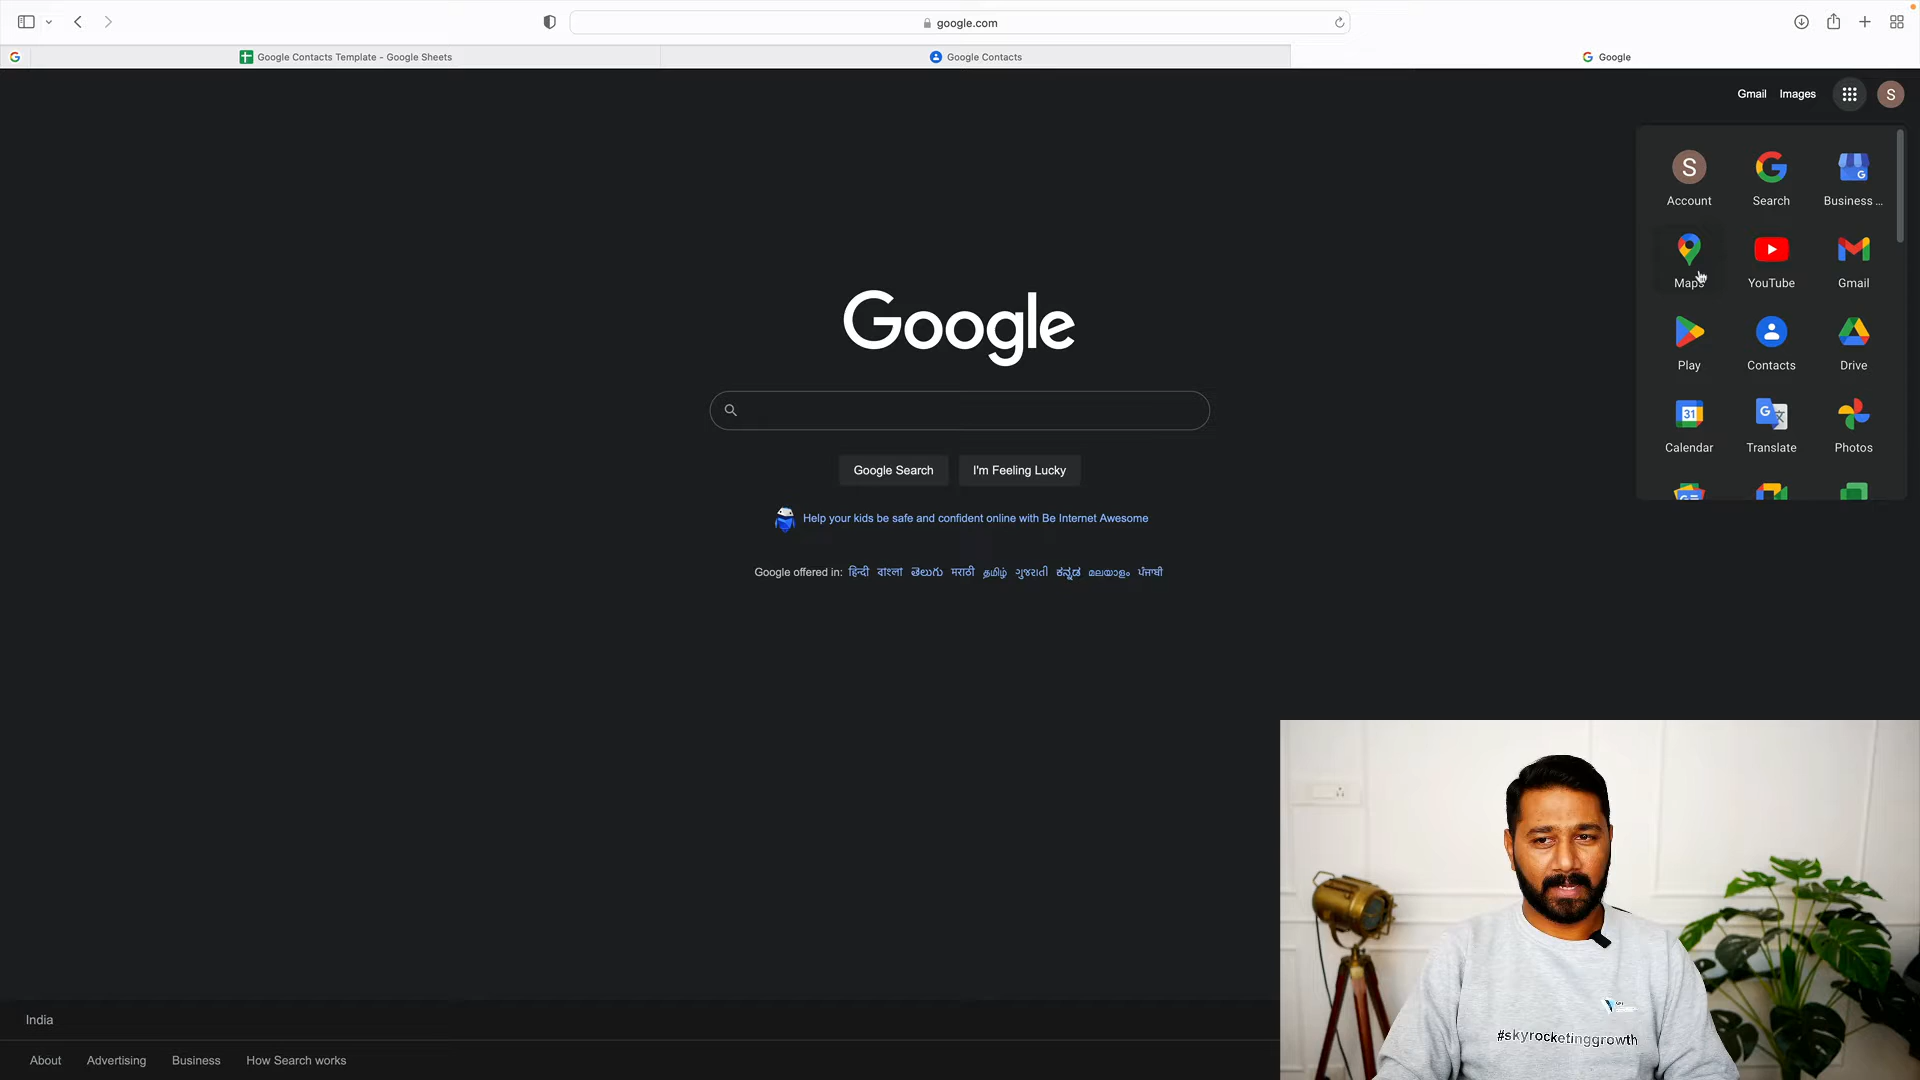 google.com
Google Contacts Template - Google Sheets
Google Contacts
Google
Gmail Images
S
S
Account Search Business ...
Maps YouTube Gmail
Play Contacts Drive
31
Calendar Translate Photos
Google
Google Search I'm Feeling Lucky
Help your kids be safe and confident online with Be Internet Awesome
Google offered in: हिन्दी বাংলা తెలుగు मराठी தமிழ் ગુજરાતી ಕನ್ನಡ മലയാളം ਪੰਜਾਬੀ
#skyrocketinggrowth
India
About Advertising Business How Search works